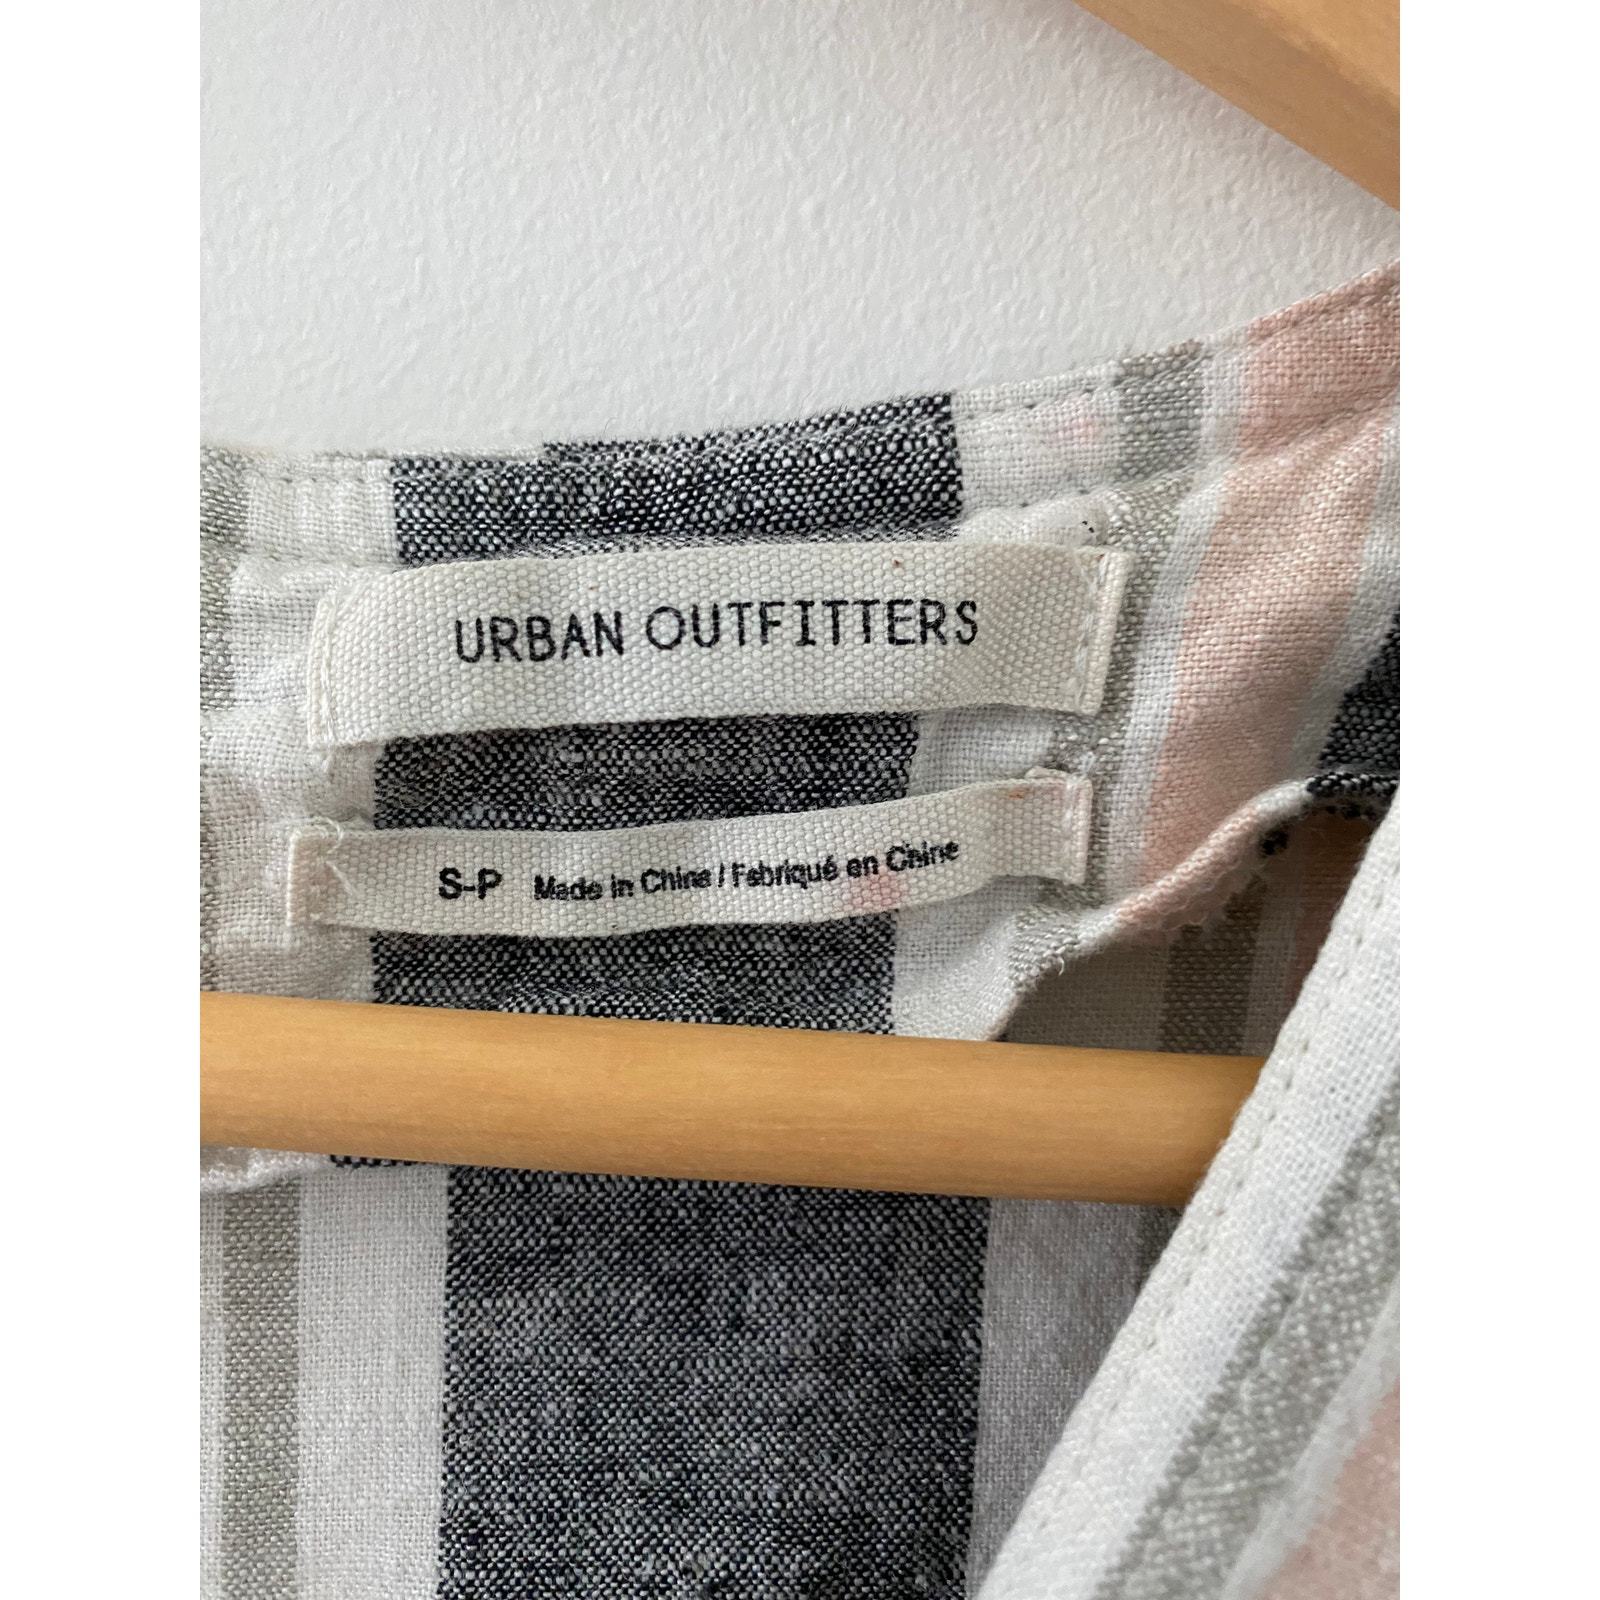 URBAN OUTFITTERS
S-P Made in China / Fabriqué en Chine